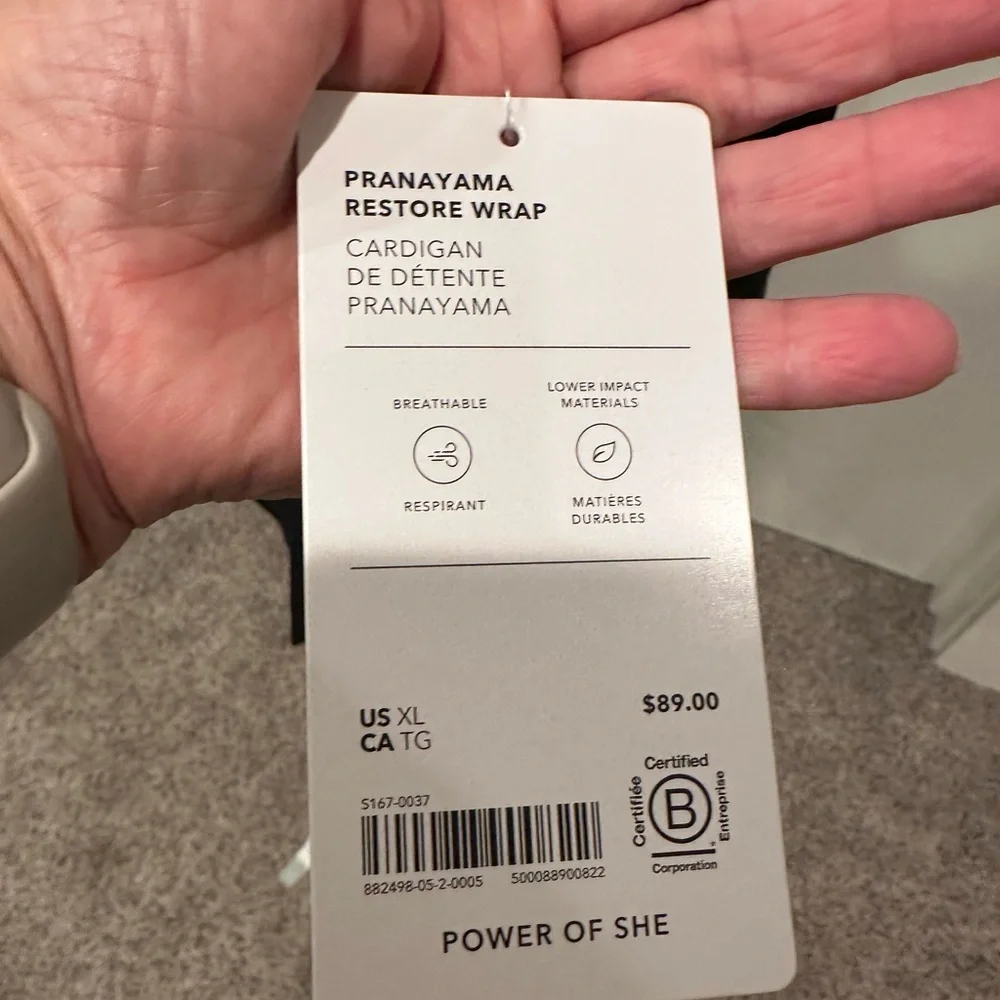 PRANAYAMA
RESTORE WRAP
CARDIGAN
DE DÉTENTE
PRANAYAMA
BREATHABLE
RESPIRANT
LOWER IMPACT
MATERIALS
MATIÈRES
DURABLES
US XL
CA TG
$89.00
S167-0037
882498-05-2-0005 500088900822
Certified
Certifiée
B
Entreprise
Corporation
POWER OF SHE